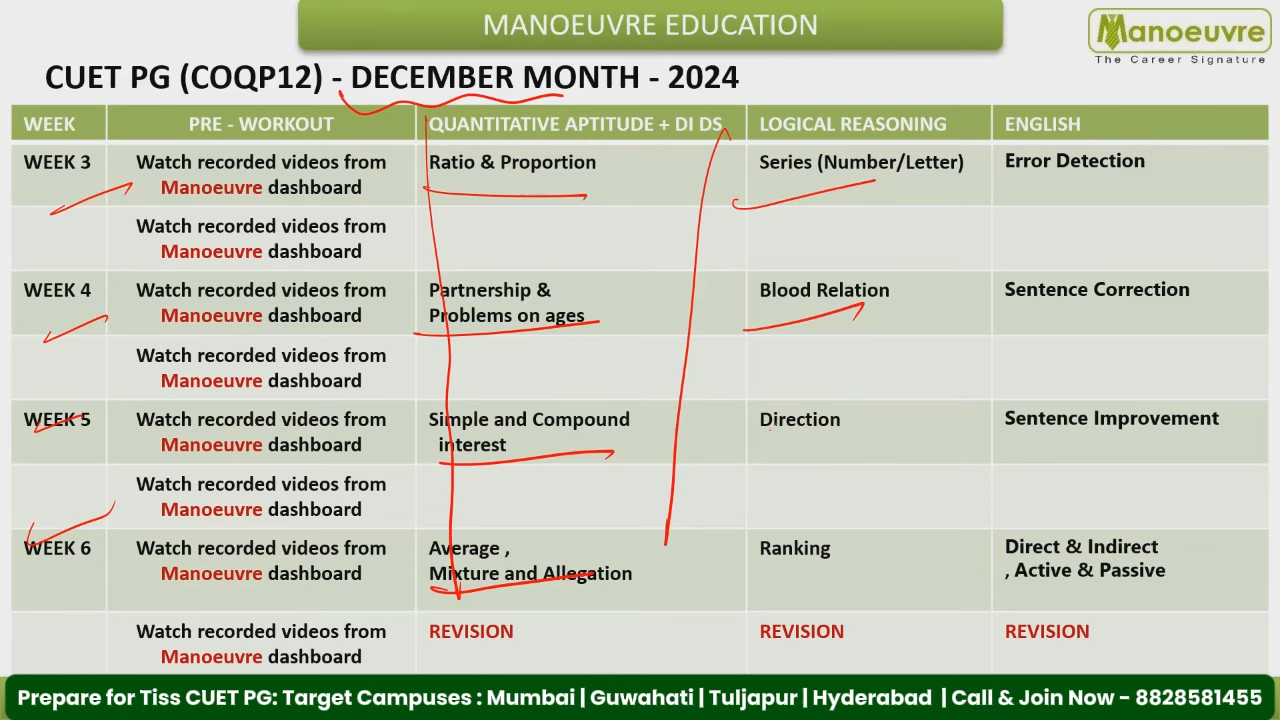 MANOEUVRE EDUCATION
Manoeuvre
The Career Signature
CUET PG (COQP12) - DECEMBER MONTH - 2024
WEEK PRE - WORKOUT QUANTITATIVE APTITUDE + DI DS LOGICAL REASONING ENGLISH
WEEK 3 Watch recorded videos from Ratio & Proportion Series (Number/Letter) Error Detection
Manoeuvre dashboard
Watch recorded videos from
Manoeuvre dashboard
WEEK 4 Watch recorded videos from Partnership & Blood Relation Sentence Correction
Manoeuvre dashboard Problems on ages
Watch recorded videos from
Manoeuvre dashboard
WEEK 5 Watch recorded videos from Simple and Compound Direction Sentence Improvement
Manoeuvre dashboard interest
Watch recorded videos from
Manoeuvre dashboard
WEEK 6 Watch recorded videos from Average , Ranking Direct & Indirect
Manoeuvre dashboard Mixture and Allegation , Active & Passive
Watch recorded videos from REVISION REVISION REVISION
Manoeuvre dashboard
Prepare for Tiss CUET PG: Target Campuses : Mumbai | Guwahati | Tuljapur | Hyderabad | Call & Join Now - 8828581455